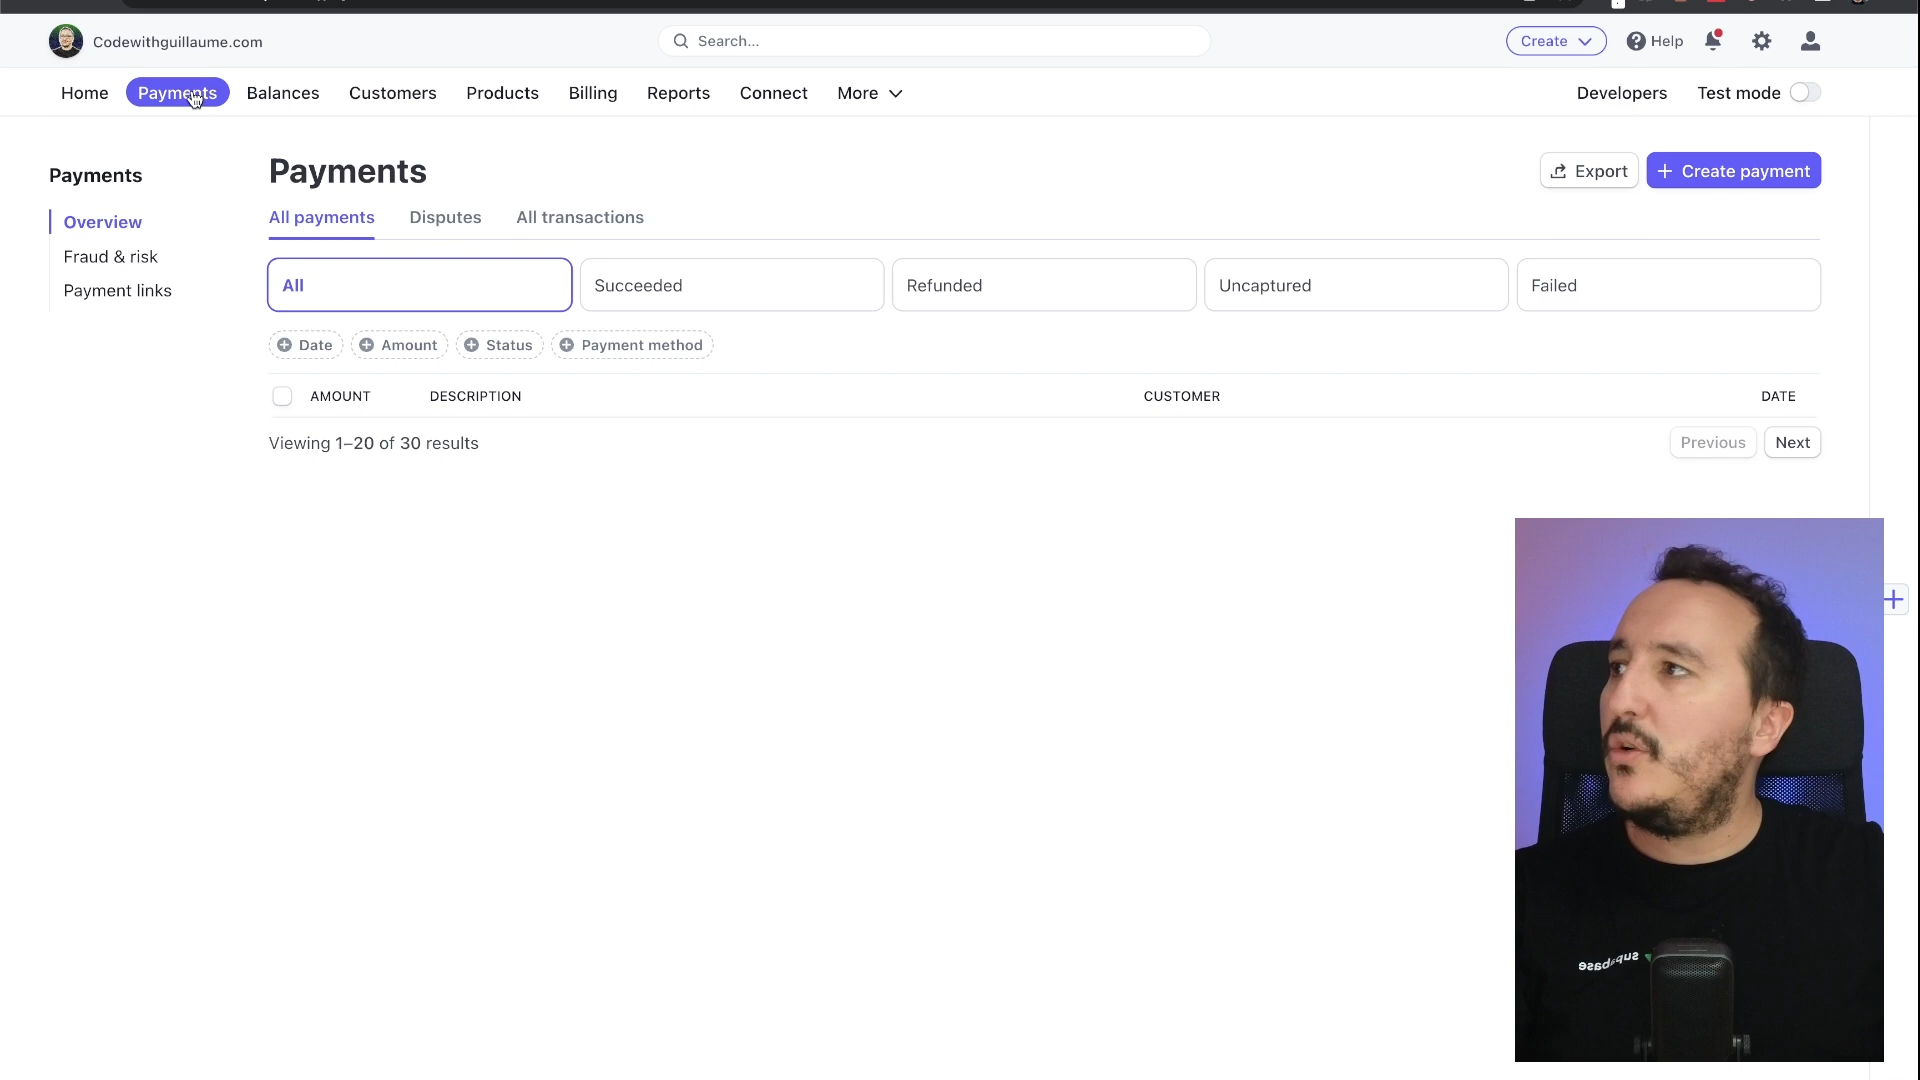 Codewithguillaume.com
Search...
Create
Help
Home
Payments
Balances
Customers
Products
Billing
Reports
Connect
More
Developers
Test mode
Payments
Overview
Fraud & risk
Payment links
Payments
Export
Create payment
All payments
Disputes
All transactions
All
Succeeded
Refunded
Uncaptured
Failed
Date
Amount
Status
Payment method
AMOUNT
DESCRIPTION
CUSTOMER
DATE
Viewing 1–20 of 30 results
Previous
Next
supabase